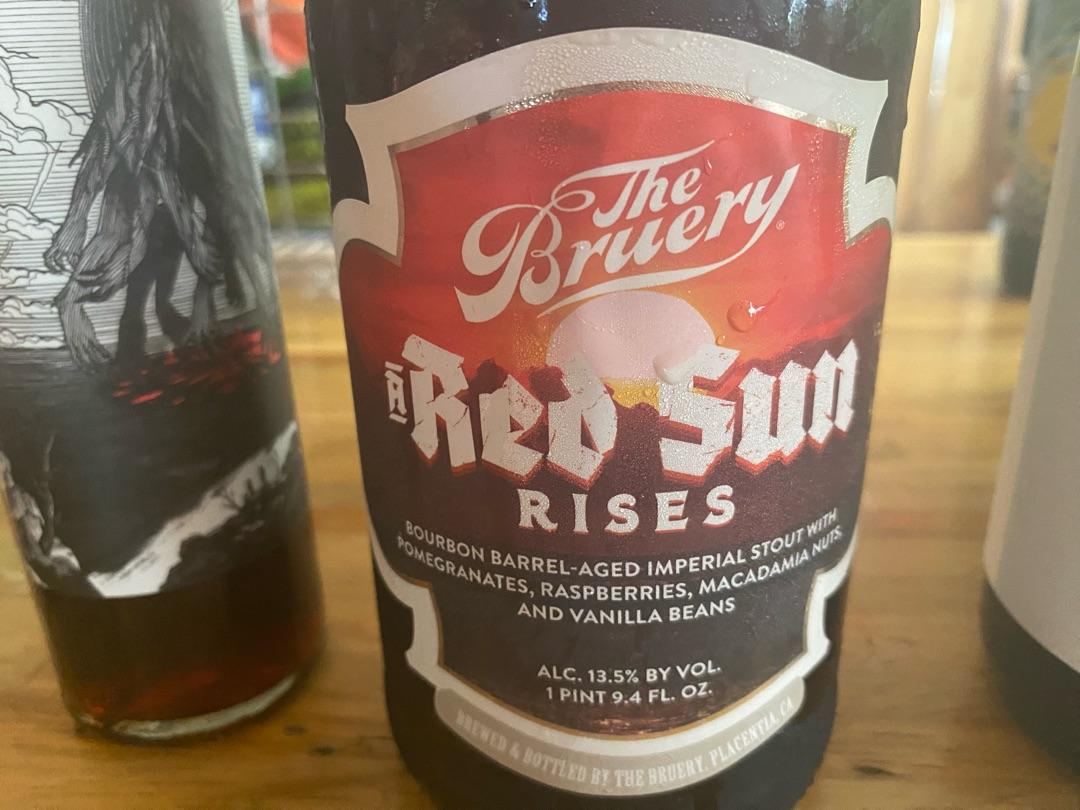 The
Bruery®
A Red Sun
RISES
BOURBON BARREL-AGED IMPERIAL STOUT WITH
POMEGRANATES, RASPBERRIES, MACADAMIA NUTS,
AND VANILLA BEANS
ALC. 13.5% BY VOL.
1 PINT 9.4 FL. OZ.
BREWED & BOTTLED BY THE BRUERY, PLACENTIA, CA